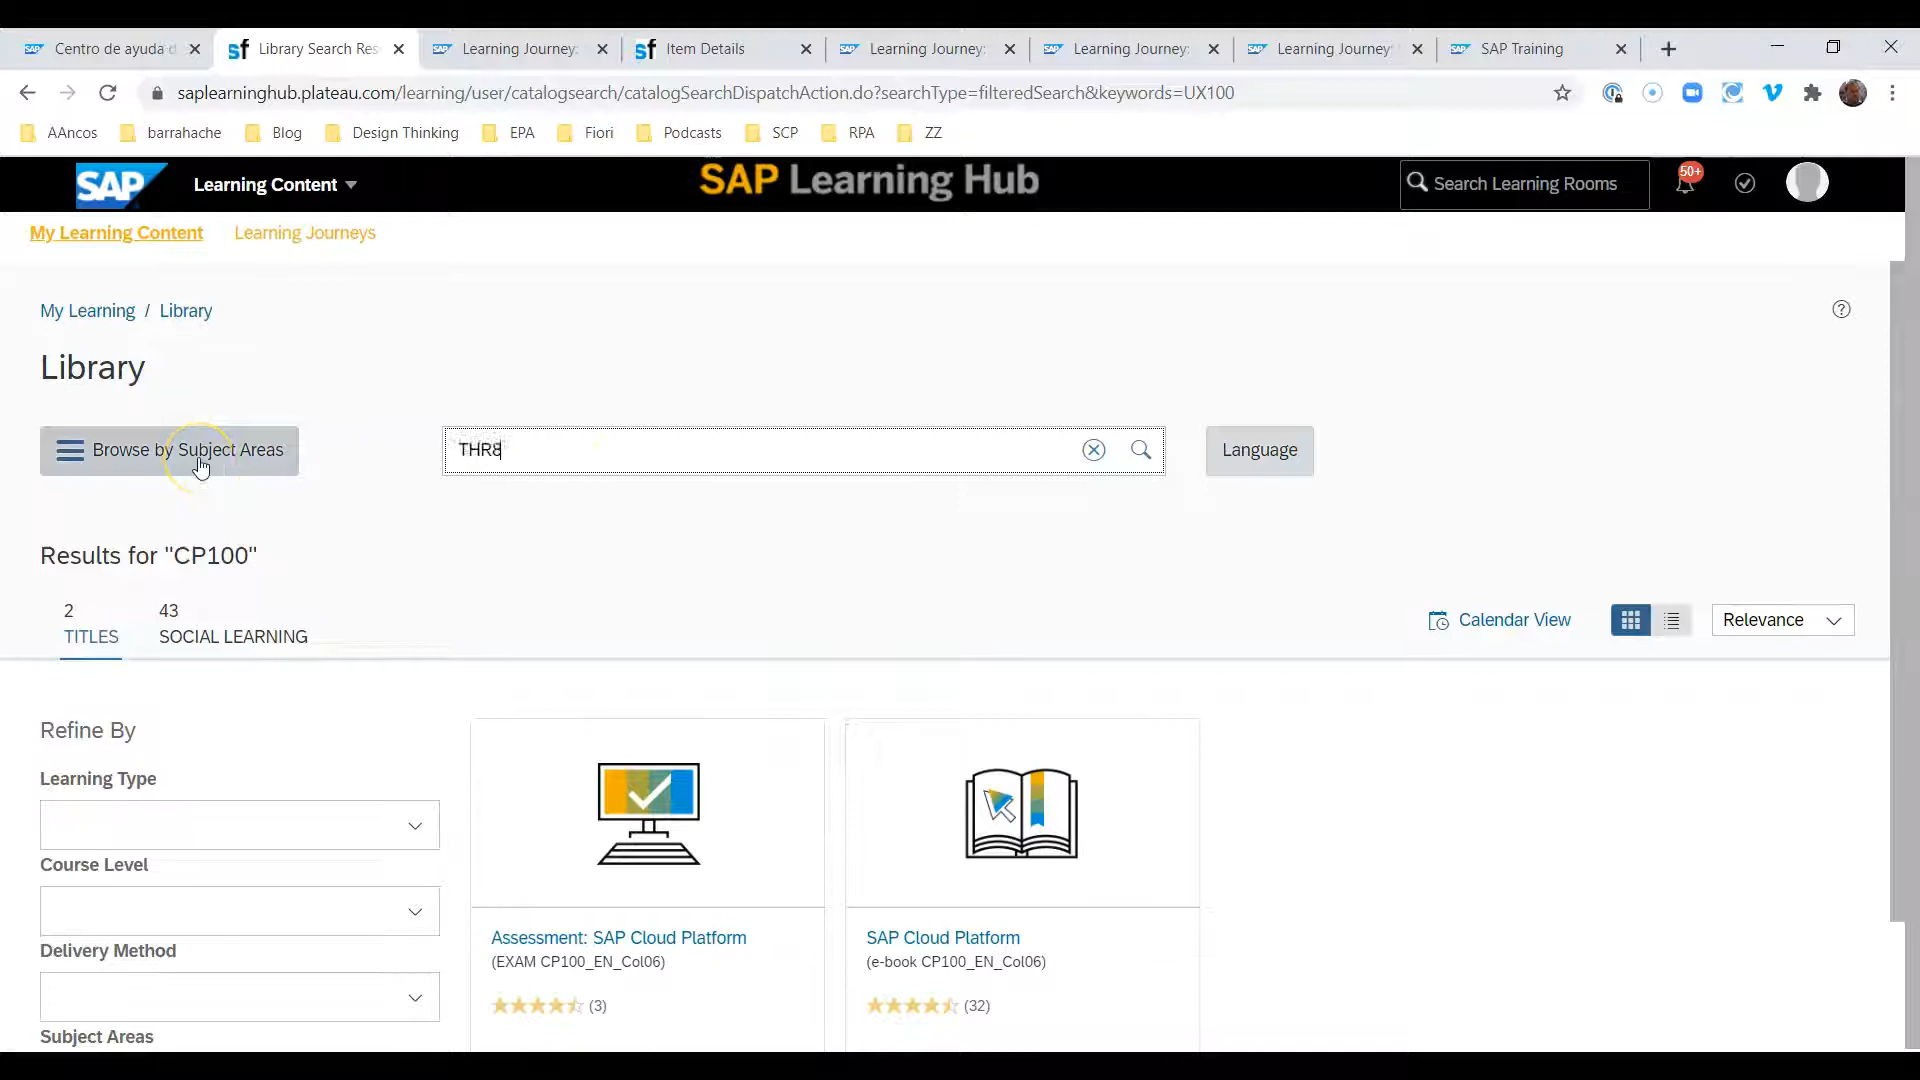 Centro de ayuda d
Library Search Res
Learning Journey:
Item Details
Learning Journey:
Learning Journey:
Learning Journey
SAP Training
saplearninghub.plateau.com/learning/user/catalogsearch/catalogSearchDispatchAction.do?searchType=filteredSearch&keywords=UX100
AAncos
barrahache
Blog
Design Thinking
EPA
Fiori
Podcasts
SCP
RPA
ZZ
SAP
Learning Content
SAP Learning Hub
Search Learning Rooms
50+
My Learning Content
Learning Journeys
My Learning / Library
Library
Browse by Subject Areas
THR8
Language
Results for "CP100"
2
TITLES
43
SOCIAL LEARNING
Calendar View
Relevance
Refine By
Learning Type
Course Level
Delivery Method
Subject Areas
Assessment: SAP Cloud Platform
(EXAM CP100_EN_Col06)
(3)
SAP Cloud Platform
(e-book CP100_EN_Col06)
(32)